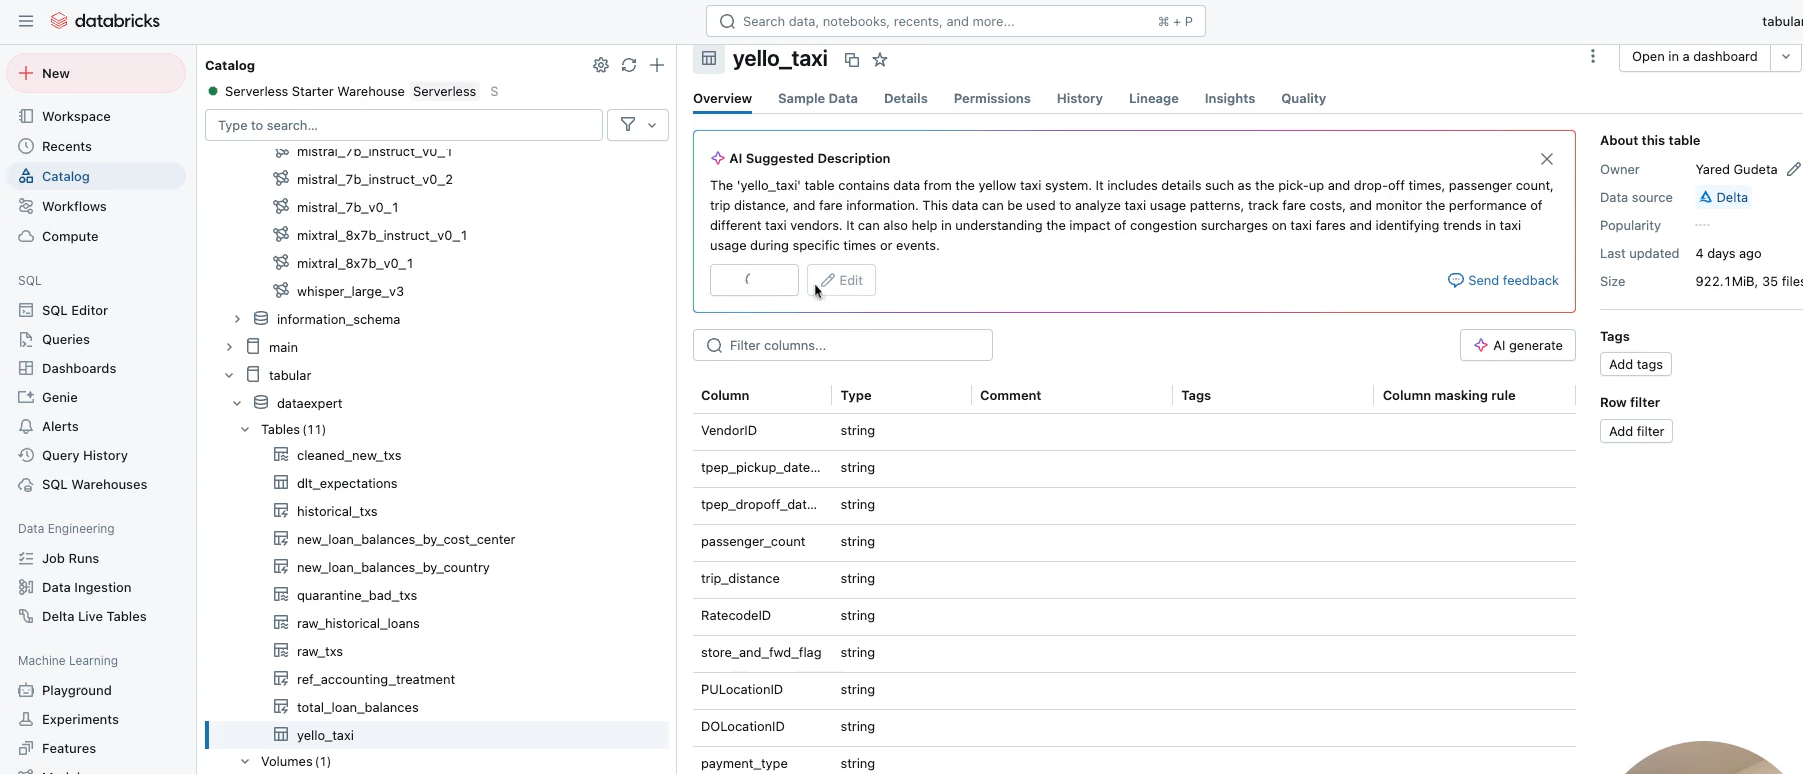 databricks
Search data, notebooks, recents, and more...
⌘ + P
tabular
New
Workspace
Recents
Catalog
Workflows
Compute
SQL
SQL Editor
Queries
Dashboards
Genie
Alerts
Query History
SQL Warehouses
Data Engineering
Job Runs
Data Ingestion
Delta Live Tables
Machine Learning
Playground
Experiments
Features
Catalog
Serverless Starter Warehouse Serverless S
Type to search...
mistral_7b_instruct_v0_1
mistral_7b_instruct_v0_2
mistral_7b_v0_1
mixtral_8x7b_instruct_v0_1
mixtral_8x7b_v0_1
whisper_large_v3
information_schema
main
tabular
dataexpert
Tables (11)
cleaned_new_txs
dlt_expectations
historical_txs
new_loan_balances_by_cost_center
new_loan_balances_by_country
quarantine_bad_txs
raw_historical_loans
raw_txs
ref_accounting_treatment
total_loan_balances
yello_taxi
Volumes (1)
yello_taxi
Open in a dashboard
Overview Sample Data Details Permissions History Lineage Insights Quality
AI Suggested Description
The 'yello_taxi' table contains data from the yellow taxi system. It includes details such as the pick-up and drop-off times, passenger count,
trip distance, and fare information. This data can be used to analyze taxi usage patterns, track fare costs, and monitor the performance of
different taxi vendors. It can also help in understanding the impact of congestion surcharges on taxi fares and identifying trends in taxi
usage during specific times or events.
Edit
Send feedback
Filter columns...
AI generate
Column Type Comment Tags Column masking rule
VendorID string
tpep_pickup_date... string
tpep_dropoff_dat... string
passenger_count string
trip_distance string
RatecodeID string
store_and_fwd_flag string
PULocationID string
DOLocationID string
payment_type string
About this table
Owner Yared Gudeta
Data source Delta
Popularity
Last updated 4 days ago
Size 922.1MiB, 35 files
Tags
Add tags
Row filter
Add filter